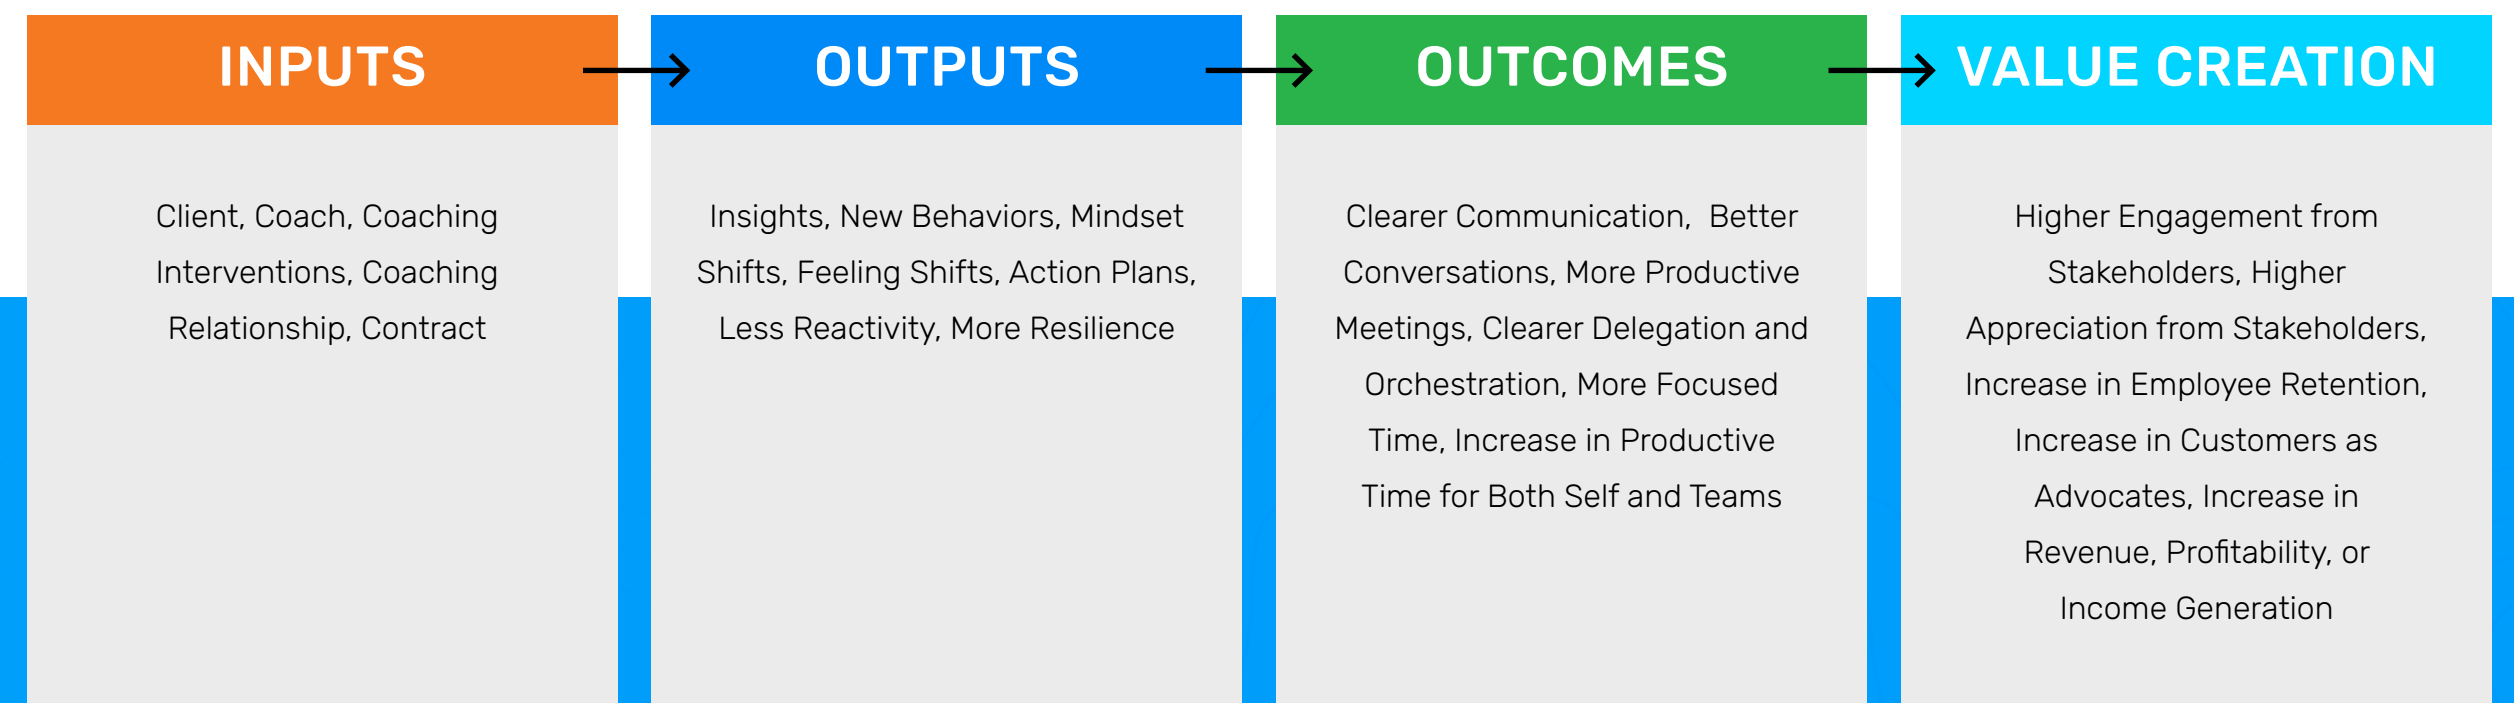 INPUTS
Client, Coach, Coaching
Interventions, Coaching
Relationship, Contract
OUTPUTS
Insights, New Behaviors, Mindset
Shifts, Feeling Shifts, Action Plans,
Less Reactivity, More Resilience
OUTCOMES
Clearer Communication,  Better
Conversations, More Productive
Meetings, Clearer Delegation and
Orchestration, More Focused
Time, Increase in Productive
Time for Both Self and Teams
VALUE CREATION
Higher Engagement from
Stakeholders, Higher
Appreciation from Stakeholders,
Increase in Employee Retention,
Increase in Customers as
Advocates, Increase in
Revenue, Profitability, or
Income Generation